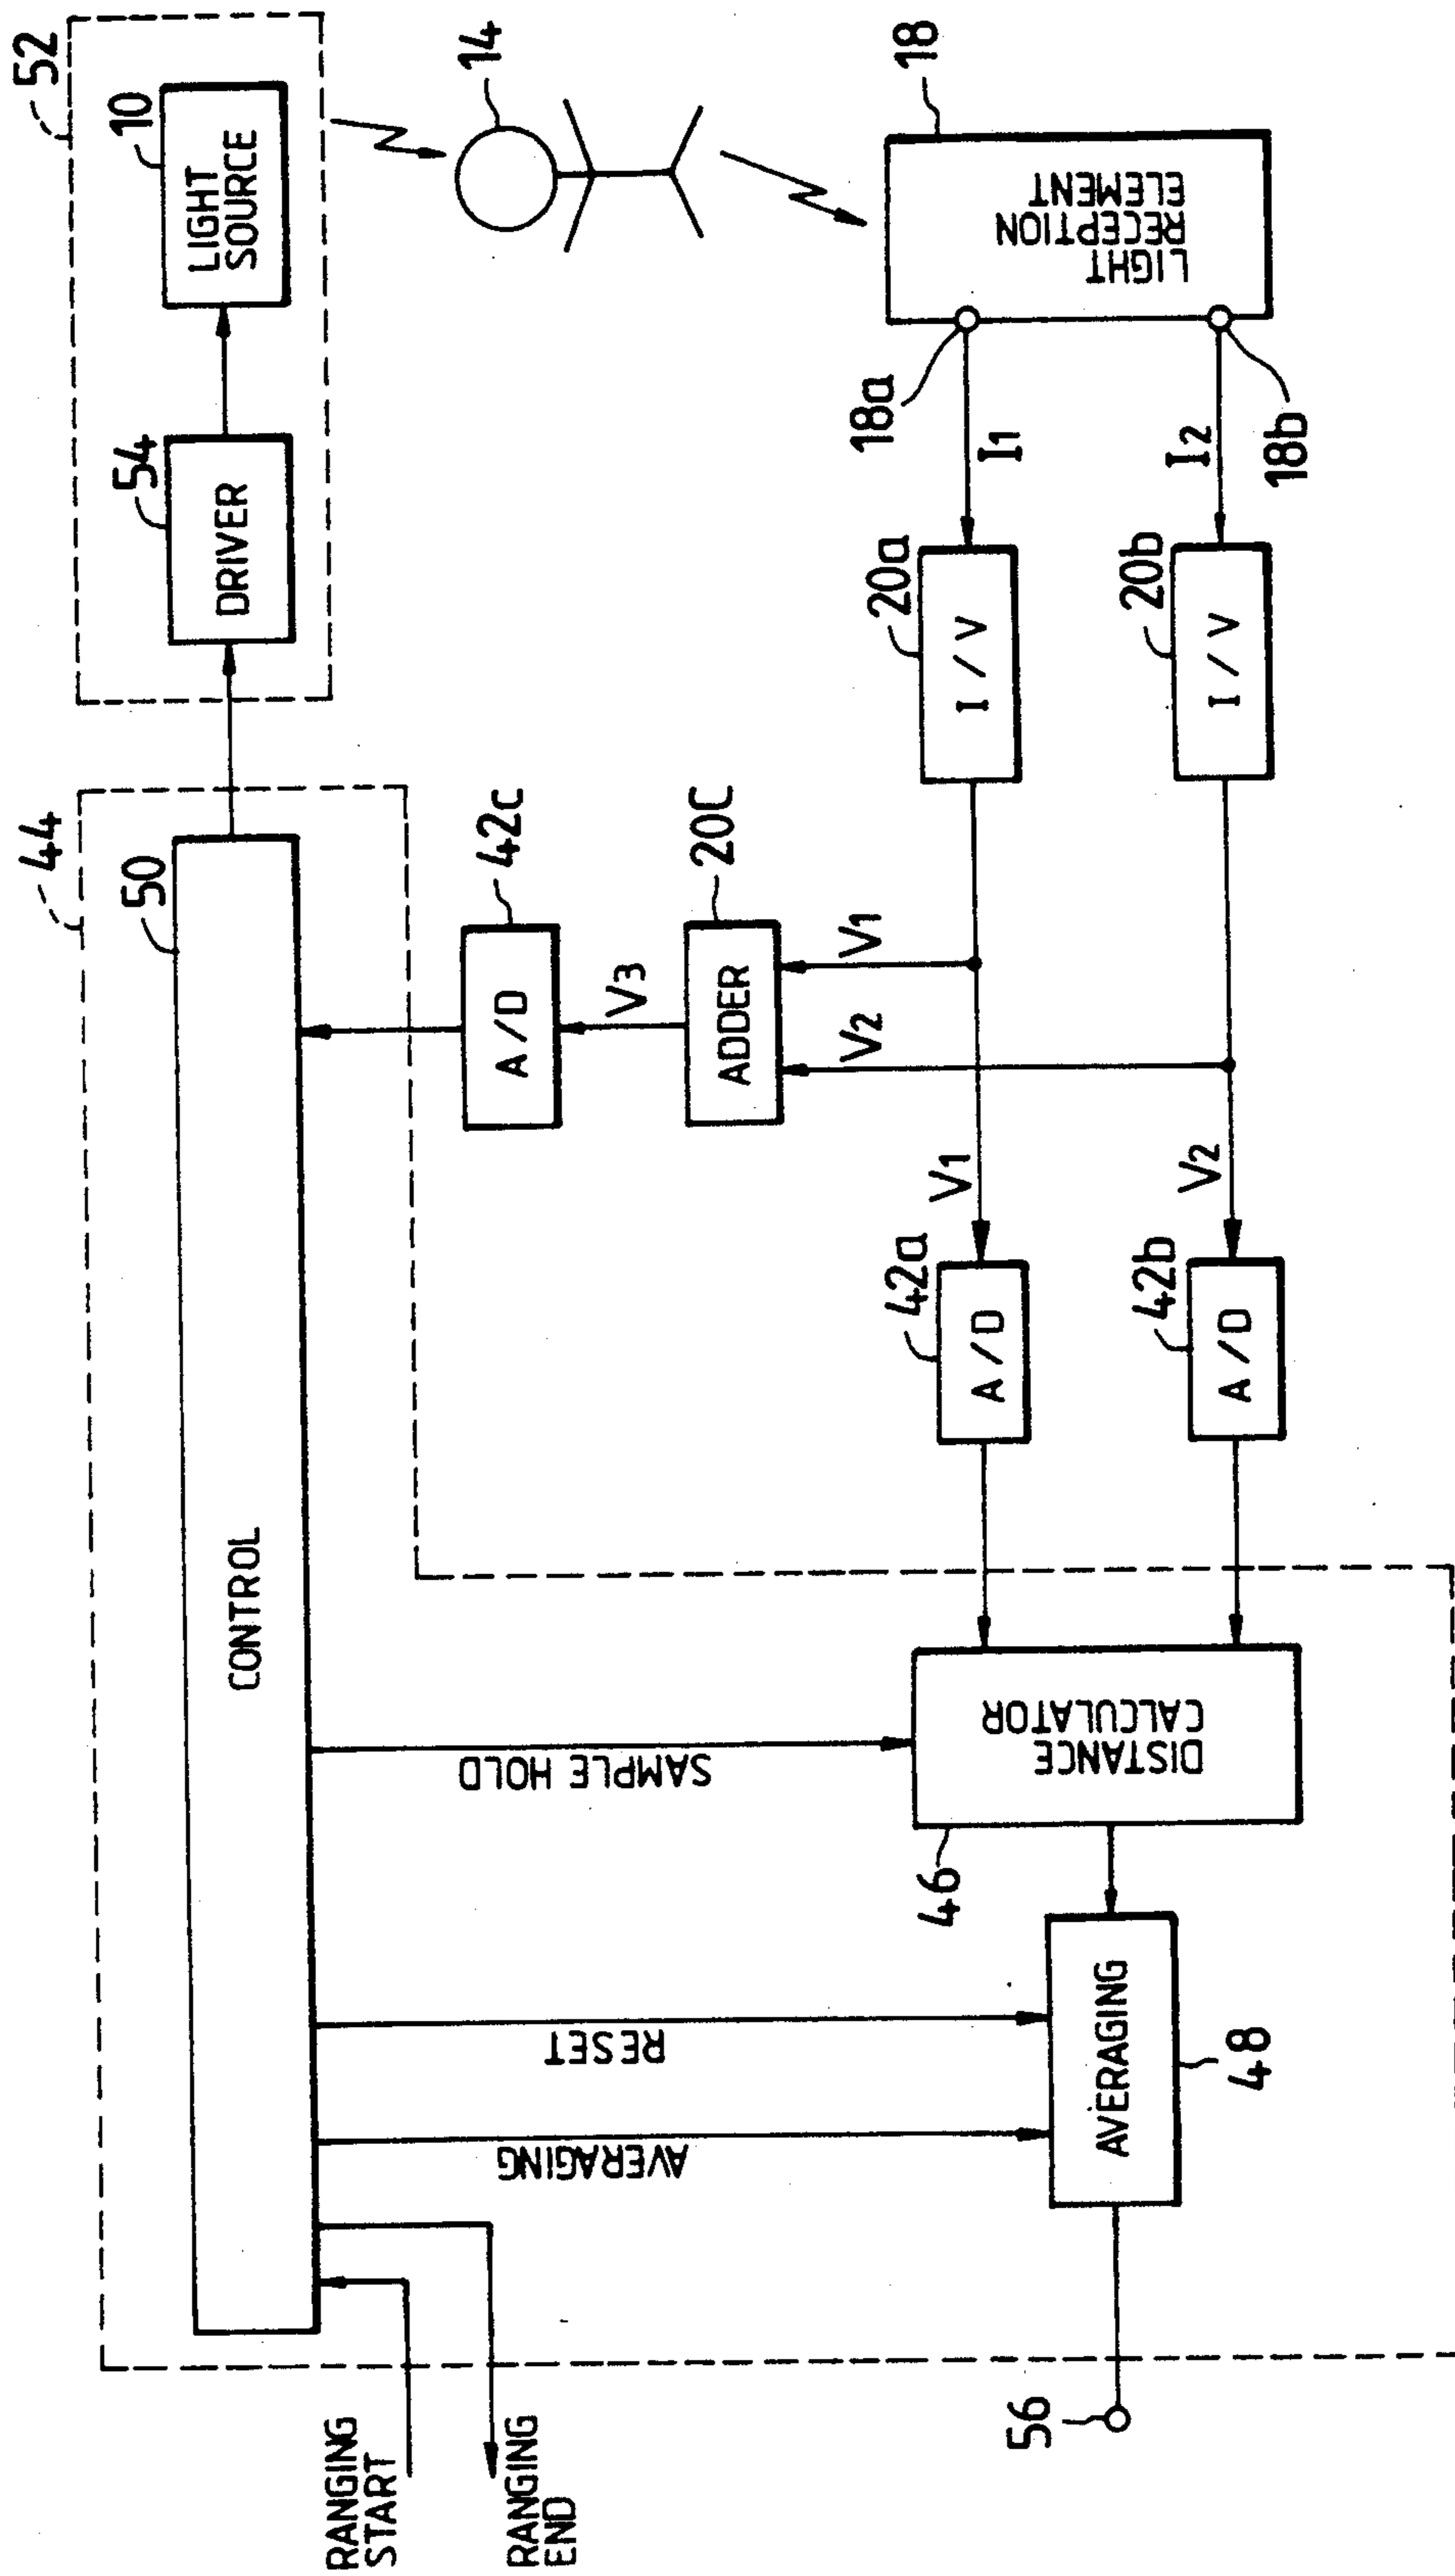 52
10
LIGHT
SOURCE
54
DRIVER
14
18
LIGHT
RECEPTION
ELEMENT
18a
I1
I2
18b
20a
I/V
20b
I/V
44
50
CONTROL
42c
A/D
V3
20C
ADDER
V1
V2
V1
V2
42a
A/D
42b
A/D
SAMPLE HOLD
DISTANCE
CALCULATOR
46
RESET
AVERAGING
AVERAGING
48
RANGING
START
RANGING
END
56